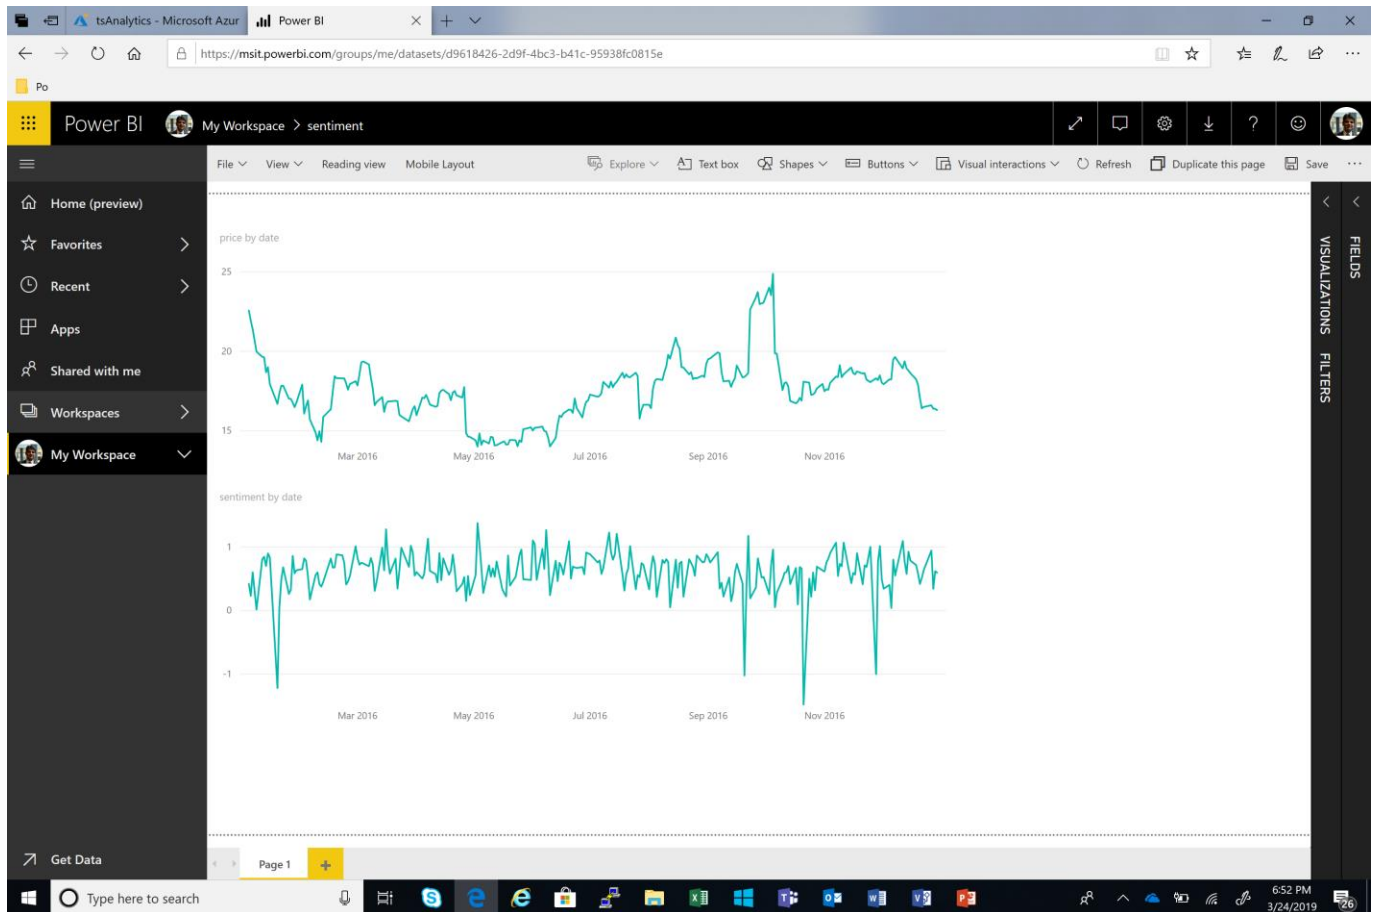 tsAnalytics - Microsoft Azur
Power BI
https://msit.powerbi.com/groups/me/datasets/d9618426-2d9f-4bc3-b41c-95938fc0815e
Po
Power BI
My Workspace > sentiment
File View Reading view Mobile Layout Explore Text box Shapes Buttons Visual interactions Refresh Duplicate this page Save
Home (preview)
Favorites
Recent
Apps
Shared with me
Workspaces
My Workspace
Get Data
price by date
25
20
15
Mar 2016 May 2016 Jul 2016 Sep 2016 Nov 2016
sentiment by date
1
0
-1
Mar 2016 May 2016 Jul 2016 Sep 2016 Nov 2016
VISUALIZATIONS
FILTERS
FIELDS
Page 1
Type here to search
6:52 PM
3/24/2019
26